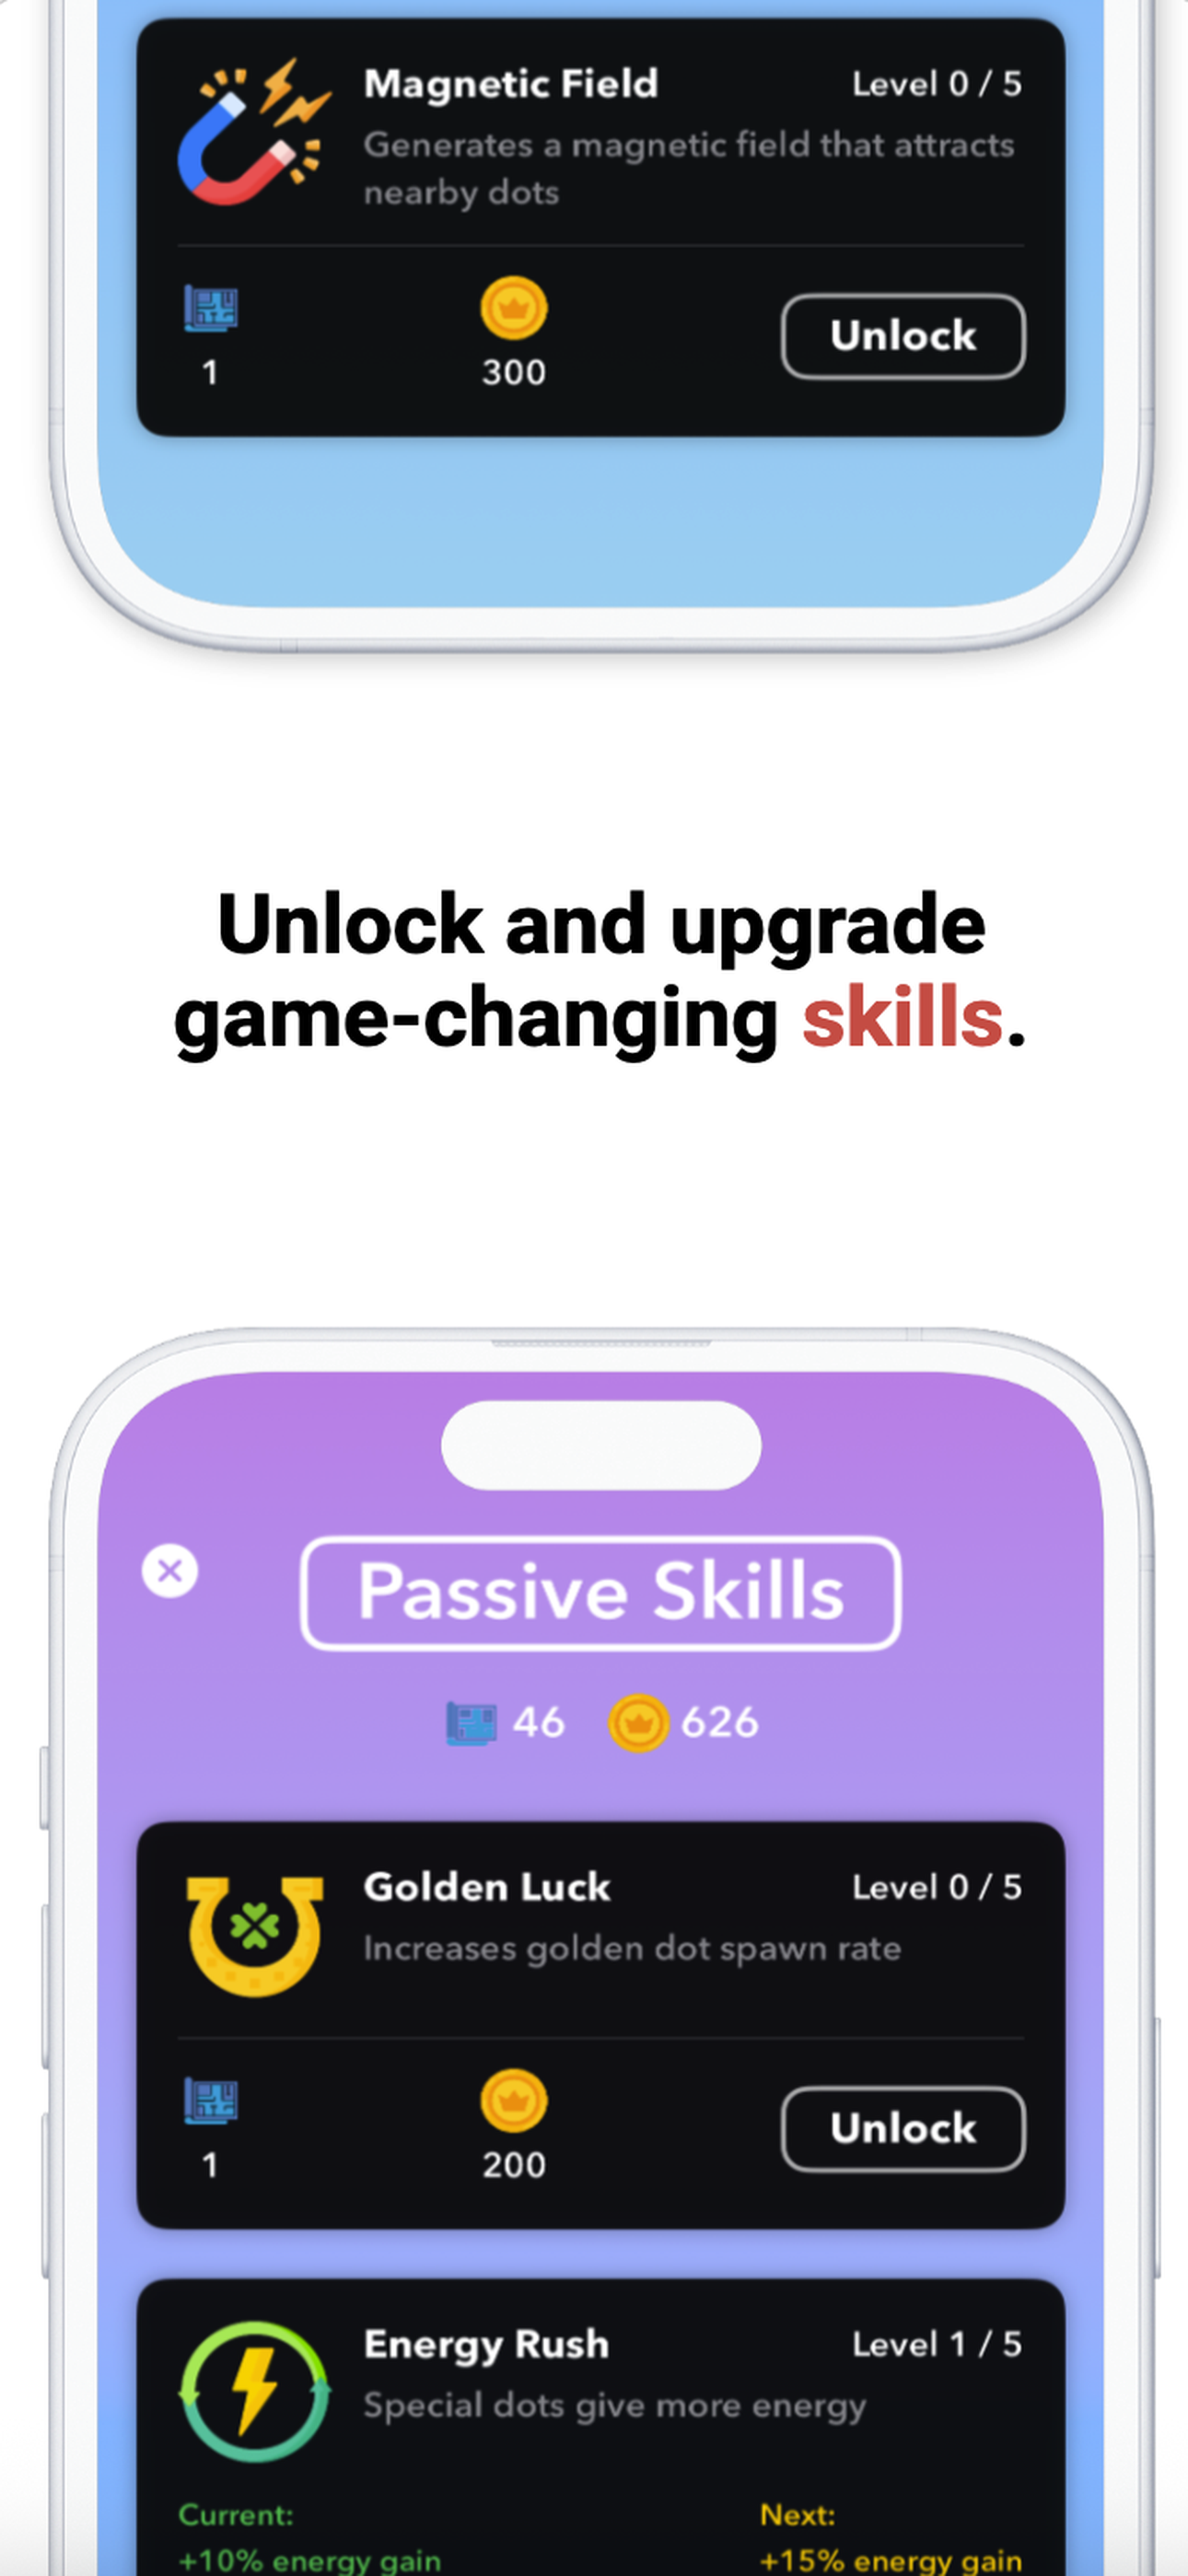 Magnetic Field
Level 0 / 5
Generates a magnetic field that attracts
nearby dots
1
300
Unlock
Unlock and upgrade
game-changing skills.
Passive Skills
46
626
Golden Luck
Level 0 / 5
Increases golden dot spawn rate
1
200
Unlock
Energy Rush
Level 1 / 5
Special dots give more energy
Current:
Next:
+10% energy gain
+15% energy gain